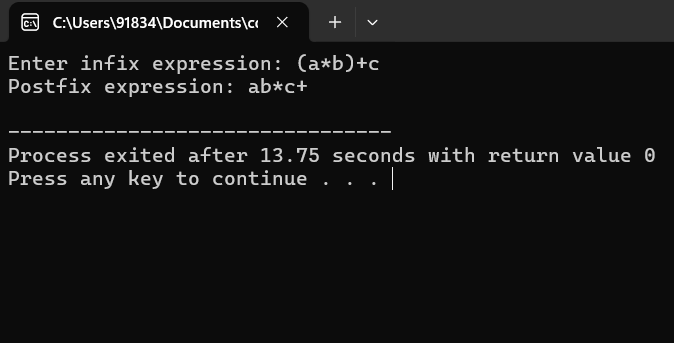 C:\Users\91834\Documents\cc
Enter infix expression: (a*b)+c
Postfix expression: ab*c+
--------------------------------
Process exited after 13.75 seconds with return value 0
Press any key to continue . . .